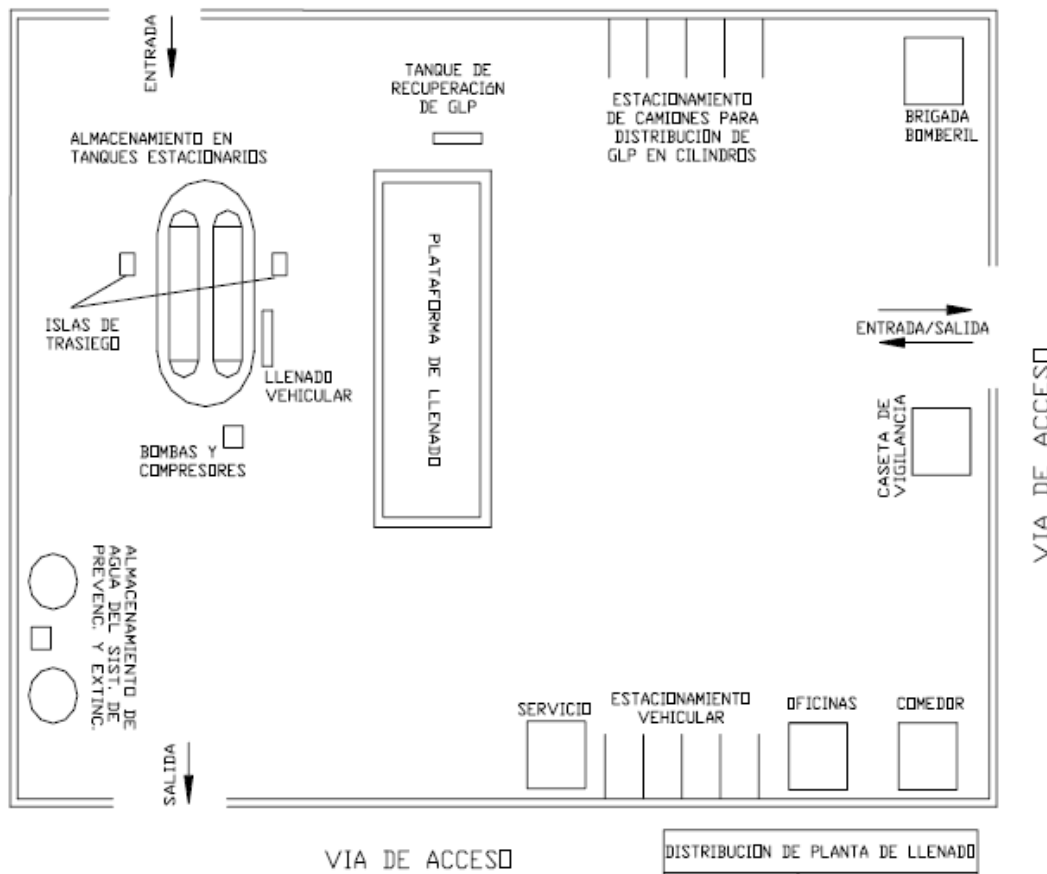 ENTRADA
TANQUE DE
RECUPERACIÓN
DE GLP
ALMACENAMIENTO EN
TANQUES ESTACIONARIOS
ESTACIONAMIENTO
DE CAMIONES PARA
DISTRIBUCIÓN DE
GLP EN CILINDROS
BRIGADA
BOMBERIL
PLATAFORMA DE LLENADO
ISLAS DE
TRASIEGO
LLENADO
VEHICULAR
BOMBAS Y
COMPRESORES
ENTRADA/SALIDA
CASETA DE
VIGILANCIA
VIA DE ACCESO
ALMACENAMIENTO DE
AGUA DEL SIST. DE
PREVENC. Y EXTINC.
SERVICIO
ESTACIONAMIENTO
VEHICULAR
OFICINAS
COMEDOR
SALIDA
VIA DE ACCESO
DISTRIBUCIÓN DE PLANTA DE LLENADO